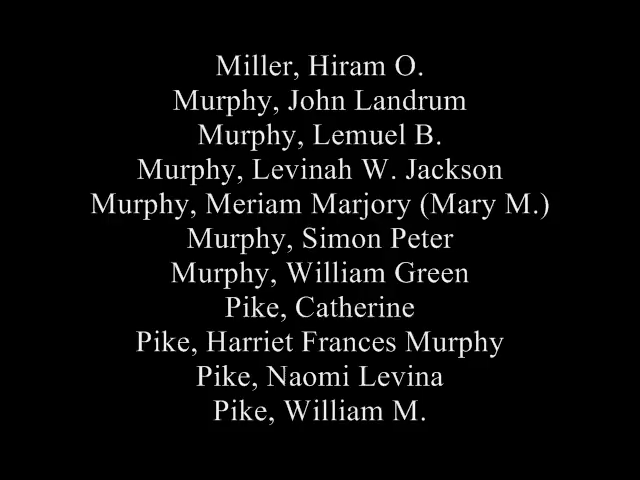 Miller, Hiram O.
Murphy, John Landrum
Murphy, Lemuel B.
Murphy, Levinah W. Jackson
Murphy, Meriam Marjory (Mary M.)
Murphy, Simon Peter
Murphy, William Green
Pike, Catherine
Pike, Harriet Frances Murphy
Pike, Naomi Levina
Pike, William M.